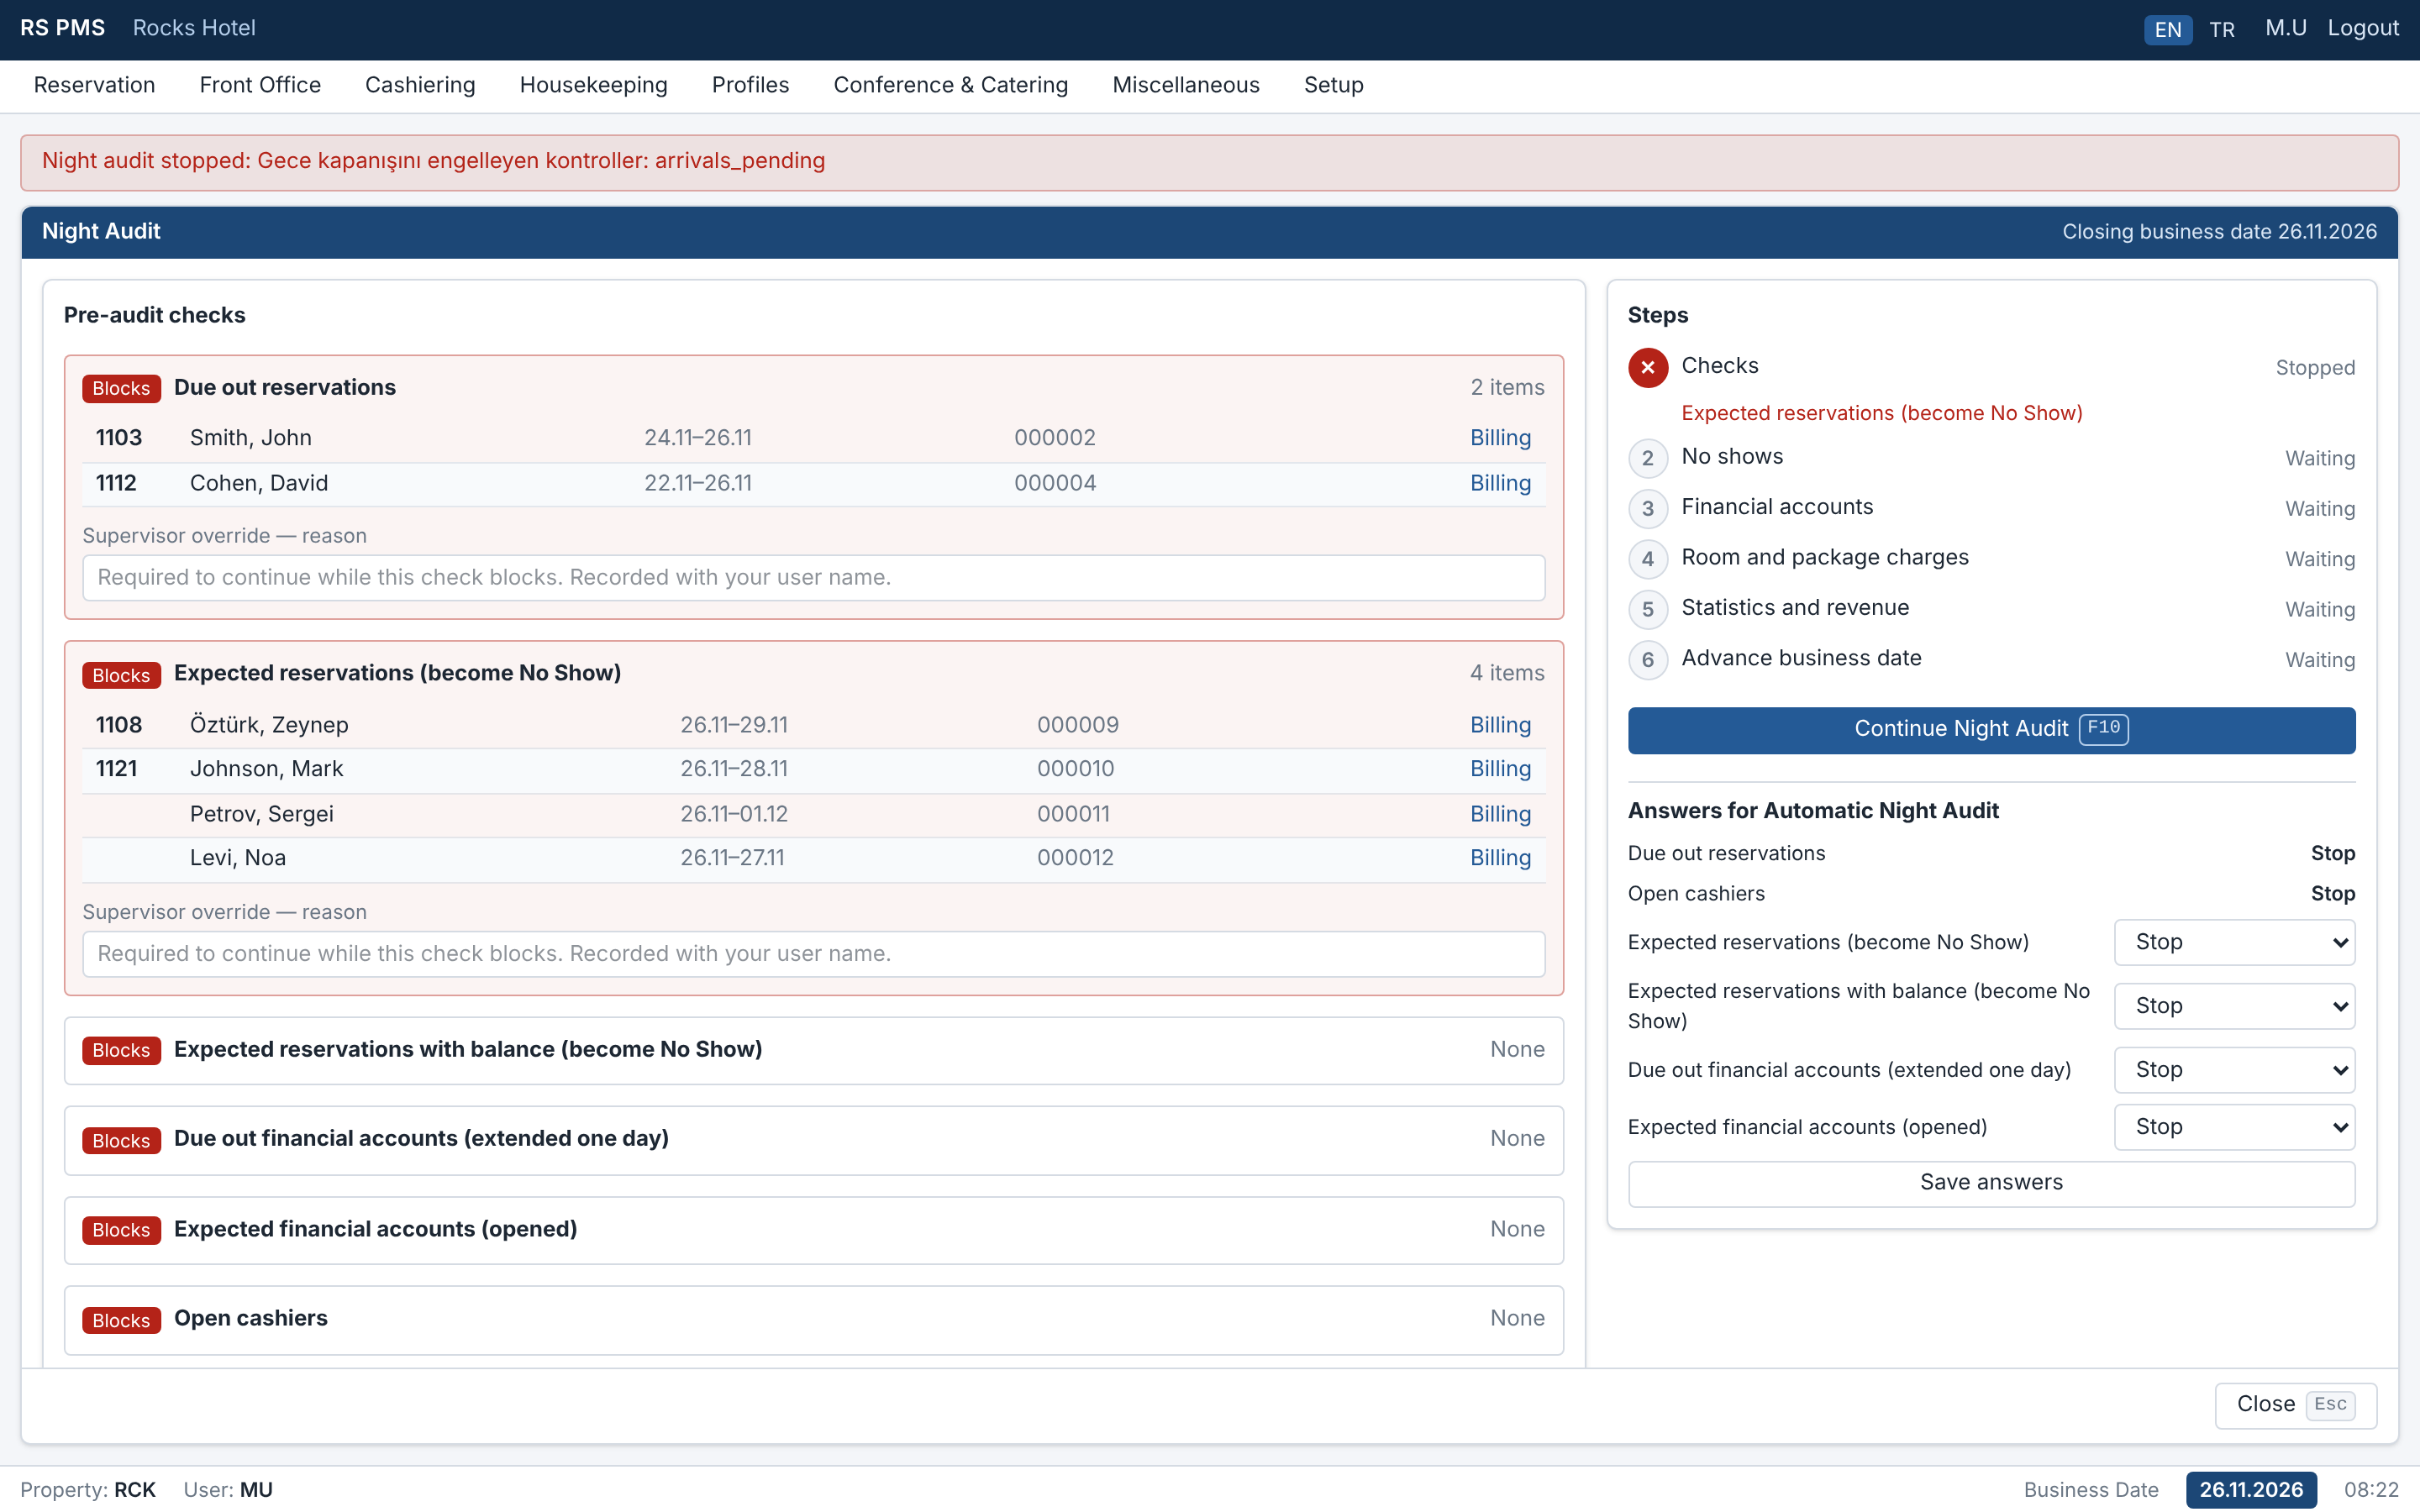 RS PMS Rocks Hotel EN TR M.U Logout
Reservation Front Office Cashiering Housekeeping Profiles Conference & Catering Miscellaneous Setup
Night audit stopped: Gece kapanışını engelleyen kontroller: arrivals_pending
Night Audit Closing business date 26.11.2026
Pre-audit checks
Blocks Due out reservations 2 items
1103 Smith, John 24.11–26.11 000002 Billing
1112 Cohen, David 22.11–26.11 000004 Billing
Supervisor override — reason
Required to continue while this check blocks. Recorded with your user name.
Blocks Expected reservations (become No Show) 4 items
1108 Öztürk, Zeynep 26.11–29.11 000009 Billing
1121 Johnson, Mark 26.11–28.11 000010 Billing
Petrov, Sergei 26.11–01.12 000011 Billing
Levi, Noa 26.11–27.11 000012 Billing
Supervisor override — reason
Required to continue while this check blocks. Recorded with your user name.
Blocks Expected reservations with balance (become No Show) None
Blocks Due out financial accounts (extended one day) None
Blocks Expected financial accounts (opened) None
Blocks Open cashiers None
Steps
Checks Stopped
Expected reservations (become No Show)
2 No shows Waiting
3 Financial accounts Waiting
4 Room and package charges Waiting
5 Statistics and revenue Waiting
6 Advance business date Waiting
Continue Night Audit F10
Answers for Automatic Night Audit
Due out reservations Stop
Open cashiers Stop
Expected reservations (become No Show) Stop
Expected reservations with balance (become No
Show) Stop
Due out financial accounts (extended one day) Stop
Expected financial accounts (opened) Stop
Save answers
Close Esc
Property: RCK User: MU Business Date 26.11.2026 08:22